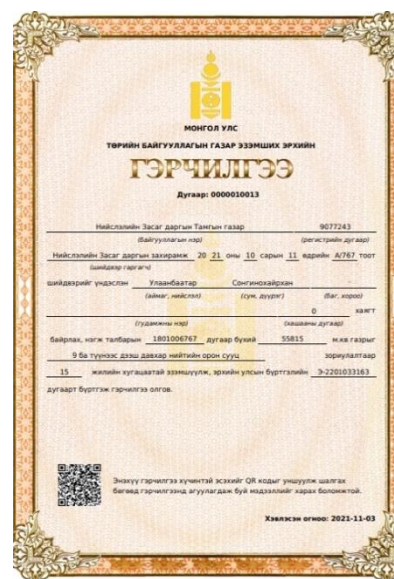 МОНГОЛ УЛС
ТӨРИЙН БАЙГУУЛЛАГЫН ГАЗАР ЭЗЭМШИХ ЭРХИЙН
ГЭРЧИЛГЭЭ
Дугаар: 0000010013
Нийслэлийн Засаг даргын Тамгын газар 9077243
(байгууллагын нэр) (регистрийн дугаар)
Нийслэлийн Засаг даргын захирамж 20 21 оны 10 сарын 11 өдрийн А/767 тоот
(шийдвэр гаргагч)
шийдвэрийг үндэслэн Улаанбаатар Сонгинохайрхан
(аймаг, нийслэл) (сум, дүүрэг) (баг, хороо)
0 хаягт
(гудамжны нэр) (хашааны дугаар)
байрлах, нэгж талбарын 1801006767 дугаар бүхий 55815 м.кв газрыг
9 ба түүнээс дээш давхар нийтийн орон сууц зориулалтаар
15 жилийн хугацаатай эзэмшүүлж, эрхийн улсын бүртгэлийн Э-2201033163
дугаарт бүртгэж гэрчилгээ олгов.
Энэхүү гэрчилгээ хүчинтэй эсэхийг QR кодыг уншуулж шалгах
бөгөөд гэрчилгээнд агуулагдаж буй мэдээллийг харах боломжтой.
Хэвлэсэн огноо: 2021-11-03